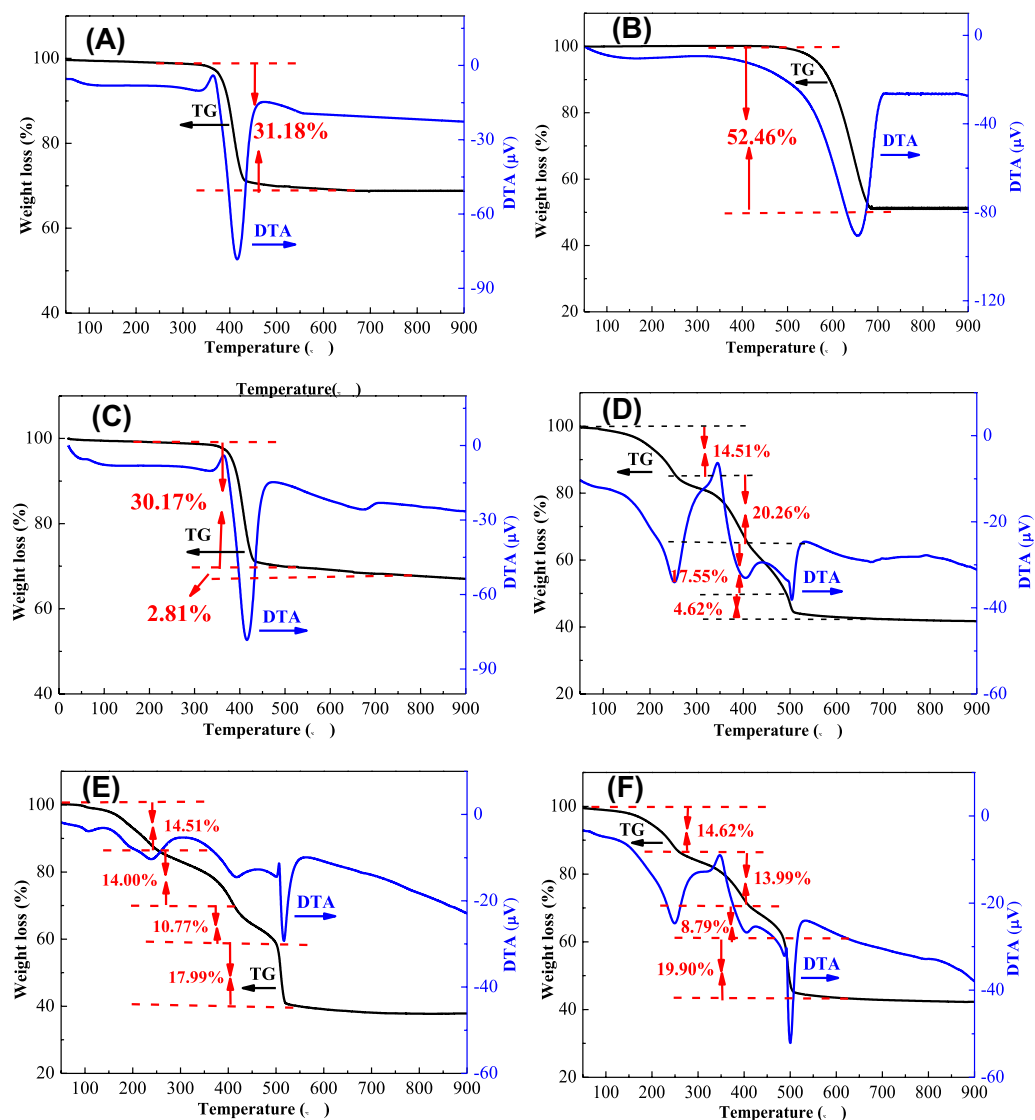 (A)
TG
31.18%
DTA
Weight loss (%)
DTA (µV)
100
80
60
40
0
-30
-60
-90
100 200 300 400 500 600 700 800 900
Temperature (
(B)
TG
52.46%
DTA
Weight loss (%)
DTA (µV)
100
80
60
40
20
0
-40
-80
-120
100 200 300 400 500 600 700 800 900
Temperature (
Temperature(
(C)
30.17%
TG
2.81%
DTA
Weight loss (%)
DTA (µV)
100
80
60
40
0
-30
-60
-90
0 100 200 300 400 500 600 700 800 900
Temperature (
(D)
TG
14.51%
20.26%
17.55%
4.62%
DTA
Weight loss (%)
DTA (µV)
100
80
60
40
20
0
-20
-40
-60
100 200 300 400 500 600 700 800 900
Temperature (
(E)
14.51%
14.00%
10.77%
17.99%
TG
DTA
Weight loss (%)
DTA (µV)
100
80
60
40
20
0
-20
-40
-60
100 200 300 400 500 600 700 800 900
Temperature (
(F)
TG
14.62%
13.99%
8.79%
19.90%
DTA
Weight loss (%)
DTA (µV)
100
80
60
40
20
0
-20
-40
-60
100 200 300 400 500 600 700 800 900
Temperature (